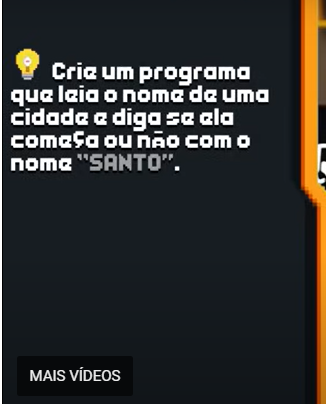 Crie um programa
que leia o nome de uma
cidade e diga se ela
começa ou não com o
nome "SANTO".
MAIS VÍDEOS